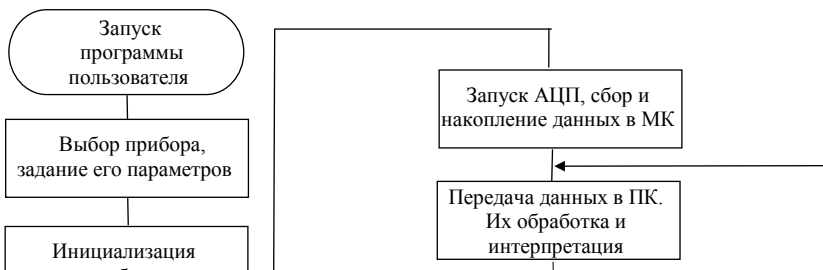 Запуск
программы
пользователя
Выбор прибора,
задание его параметров
Инициализация
Запуск АЦП, сбор и
накопление данных в МК
Передача данных в ПК.
Их обработка и
интерпретация